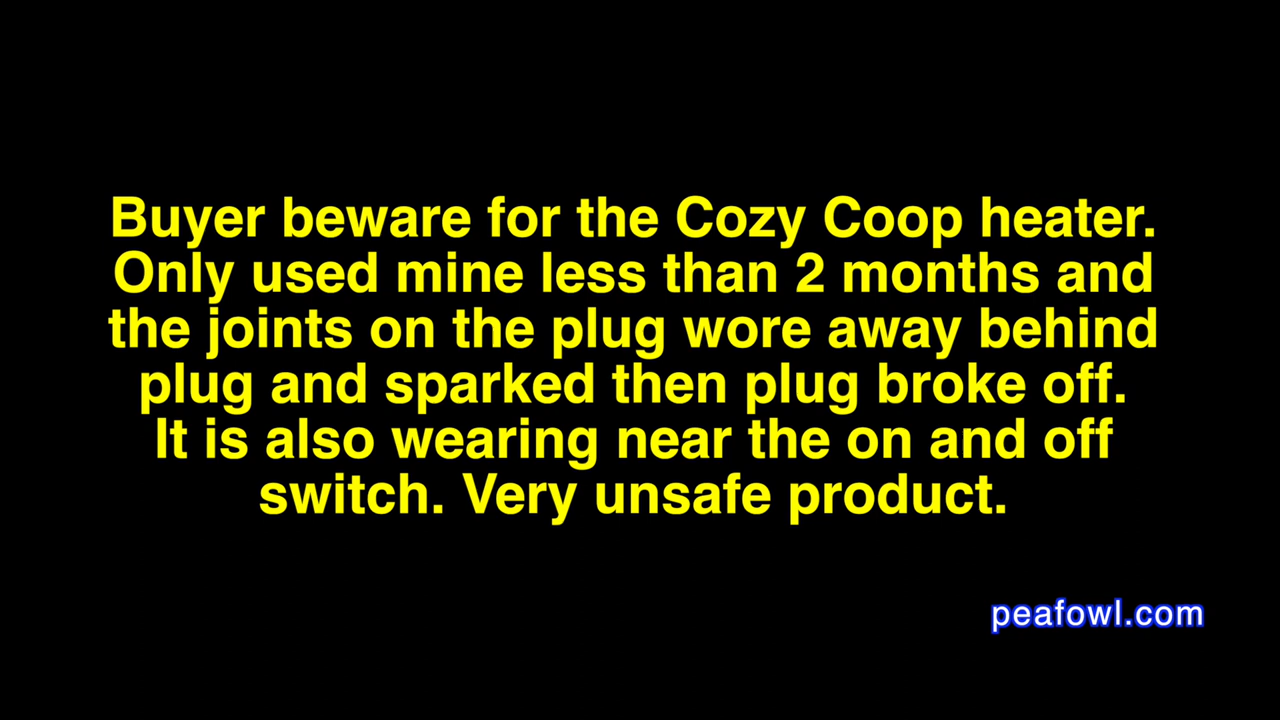 Buyer beware for the Cozy Coop heater.
Only used mine less than 2 months and
the joints on the plug wore away behind
plug and sparked then plug broke off.
It is also wearing near the on and off
switch. Very unsafe product.
peafowl.com